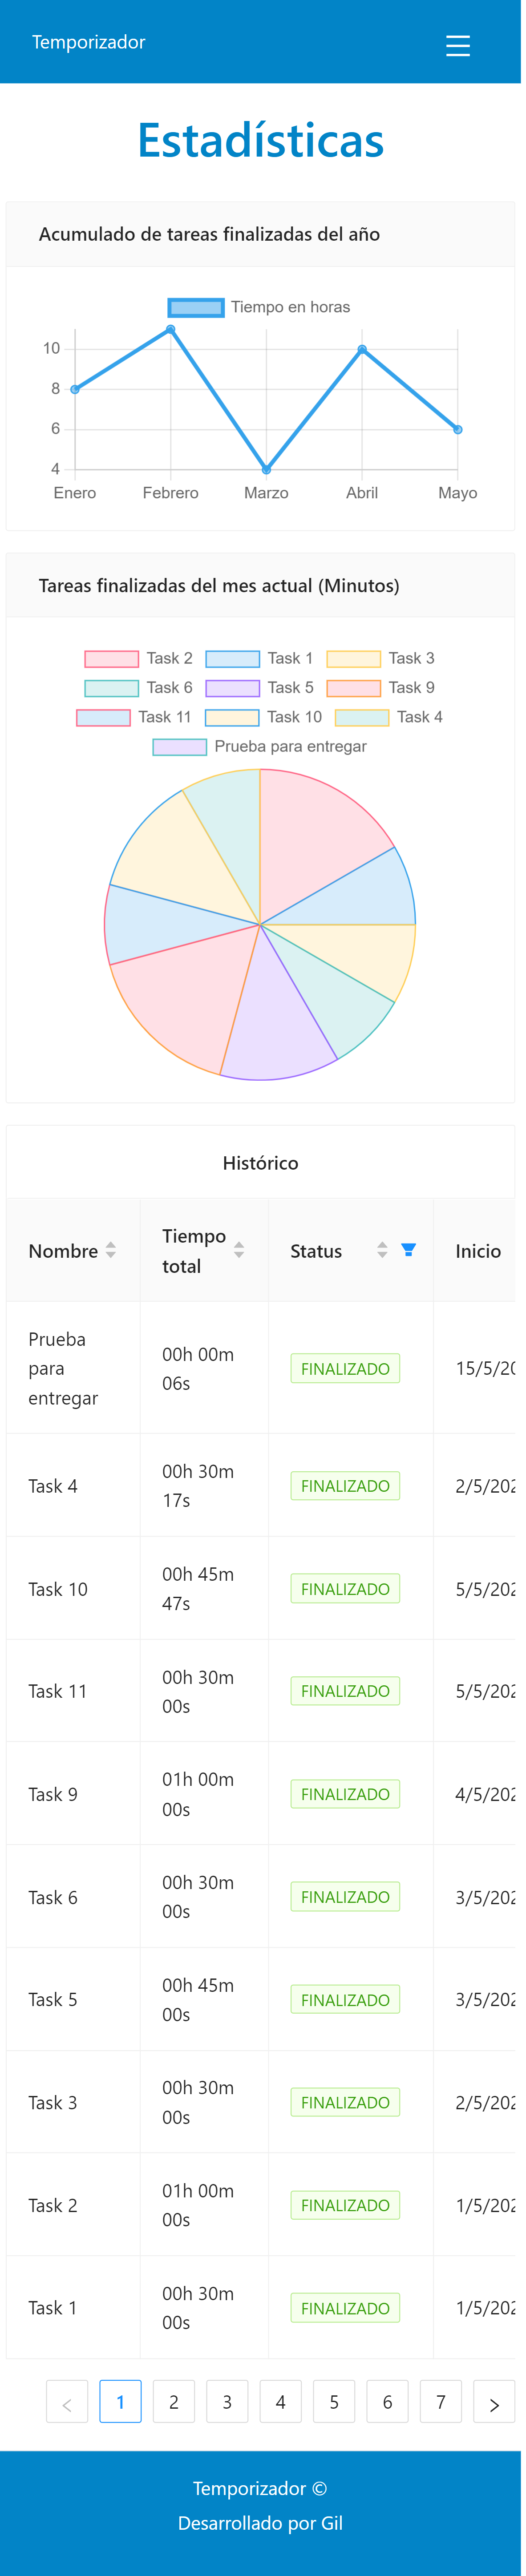 Temporizador
Estadísticas
Acumulado de tareas finalizadas del año
Tiempo en horas
10
8
6
4
Enero Febrero Marzo Abril Mayo
Tareas finalizadas del mes actual (Minutos)
Task 2 Task 1 Task 3
Task 6 Task 5 Task 9
Task 11 Task 10 Task 4
Prueba para entregar
Histórico
Nombre Tiempo total Status Inicio
Prueba para entregar 00h 00m 06s FINALIZADO 15/5/20
Task 4 00h 30m 17s FINALIZADO 2/5/202
Task 10 00h 45m 47s FINALIZADO 5/5/202
Task 11 00h 30m 00s FINALIZADO 5/5/202
Task 9 01h 00m 00s FINALIZADO 4/5/202
Task 6 00h 30m 00s FINALIZADO 3/5/202
Task 5 00h 45m 00s FINALIZADO 3/5/202
Task 3 00h 30m 00s FINALIZADO 2/5/202
Task 2 01h 00m 00s FINALIZADO 1/5/202
Task 1 00h 30m 00s FINALIZADO 1/5/202
< 1 2 3 4 5 6 7 >
Temporizador ©
Desarrollado por Gil